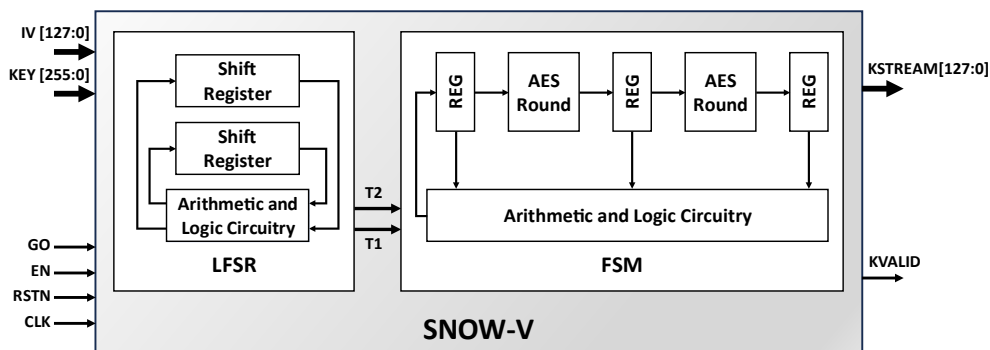 IV [127:0]
KEY [255:0]
GO
EN
RSTN
CLK
Shift
Register
Shift
Register
Arithmetic and
Logic Circuitry
LFSR
T2
T1
REG
AES
Round
REG
AES
Round
REG
Arithmetic and Logic Circuitry
FSM
KSTREAM[127:0]
KVALID
SNOW-V